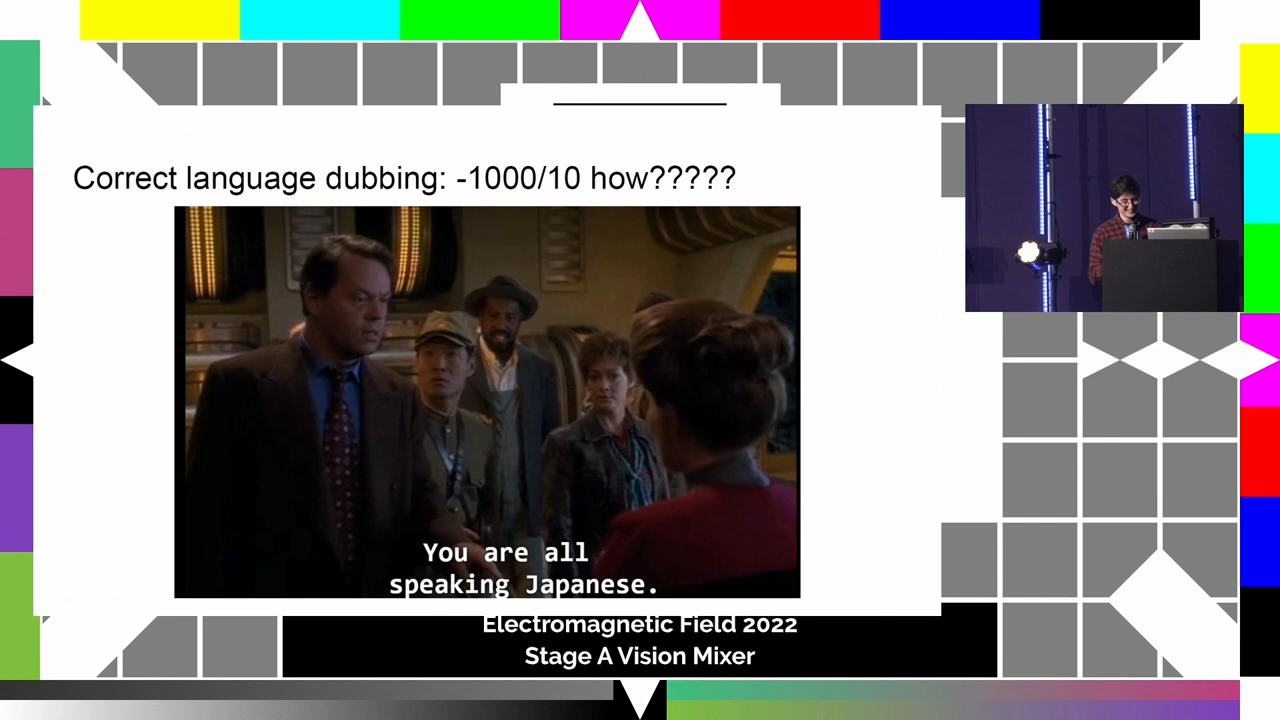 Correct language dubbing: -1000/10 how?????
You are all
speaking Japanese.
Electromagnetic Field 2022
Stage A Vision Mixer